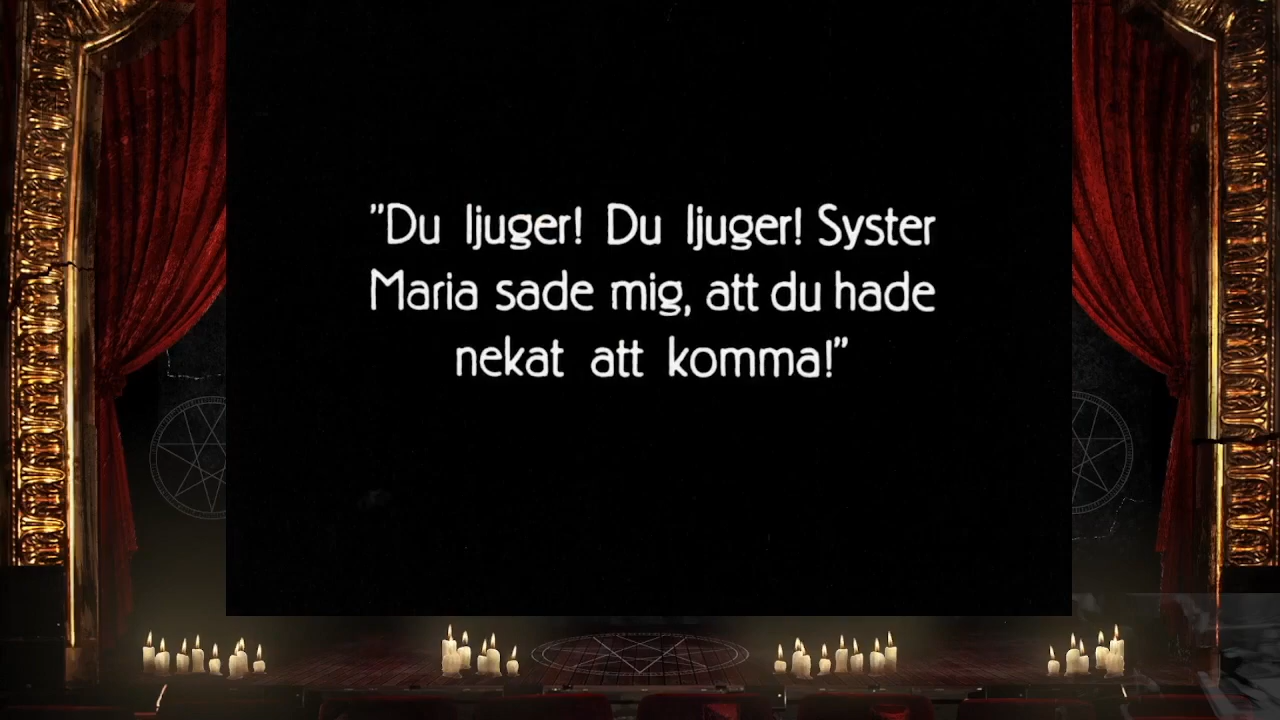 ”Du ljuger! Du ljuger! Syster
Maria sade mig, att du hade
nekat att komma!”